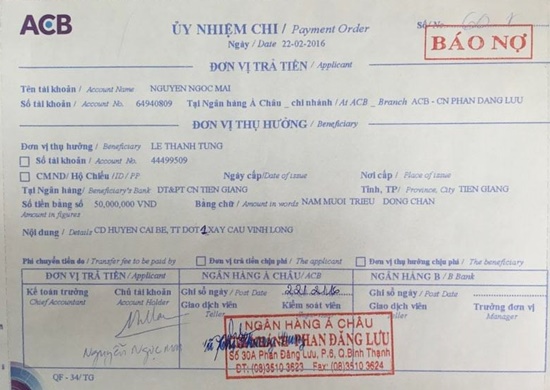 ACB
ỦY NHIỆM CHI / Payment Order
Số / No
Ngày / Date 22-02-2016
BÁO NỢ
ĐƠN VỊ TRẢ TIỀN / Applicant
Tên tài khoản / Account Name NGUYEN NGOC MAI
Số tài khoản / Account No. 64940809 Tại Ngân hàng Á Châu _ chi nhánh / At ACB _ Branch ACB - CN PHAN DANG LUU
ĐƠN VỊ THỤ HƯỞNG / Beneficiary
Đơn vị thụ hưởng / Beneficiary LE THANH TUNG
Số tài khoản / Account No. 44499509
CMND/ Hộ Chiếu / ID / PP Ngày cấp / Date of issue Nơi cấp / Place of issue
Tại Ngân hàng / Beneficiary's Bank DT&PT CN TIEN GIANG Tỉnh, TP / Province, City TIEN GIANG
Số tiền bằng số 50,000,000 VND Bằng chữ / Amount in words NAM MUOI TRIEU DONG CHAN
Amount in figures
Nội dung / Details CD HUYEN CAI BE, TT DOT 1 XAY CAU VINH LONG
Phí chuyển tiền do / Transfer fee to be paid by Đơn vị trả tiền chịu phí / The applicant Đơn vị thụ hưởng chịu phí / The beneficiary
ĐƠN VỊ TRẢ TIỀN / Applicant NGÂN HÀNG Á CHÂU / ACB NGÂN HÀNG B / B Bank
Kế toán trưởng Chủ tài khoản Ghi sổ ngày / Post Date Ghi sổ ngày / Post Date
Chief Accountant Account Holder Giao dịch viên Kiểm soát viên Giao dịch viên Trưởng đơn vị
Teller Teller Manager
Nguyễn Ngọc Mai
NGÂN HÀNG Á CHÂU
PHAN ĐĂNG LƯU
Số 30A Phan Đăng Lưu, P.6, Q.Bình Thạnh
ĐT: (08)3510 3623 Fax: (08)3510 3624
QF - 34/TG